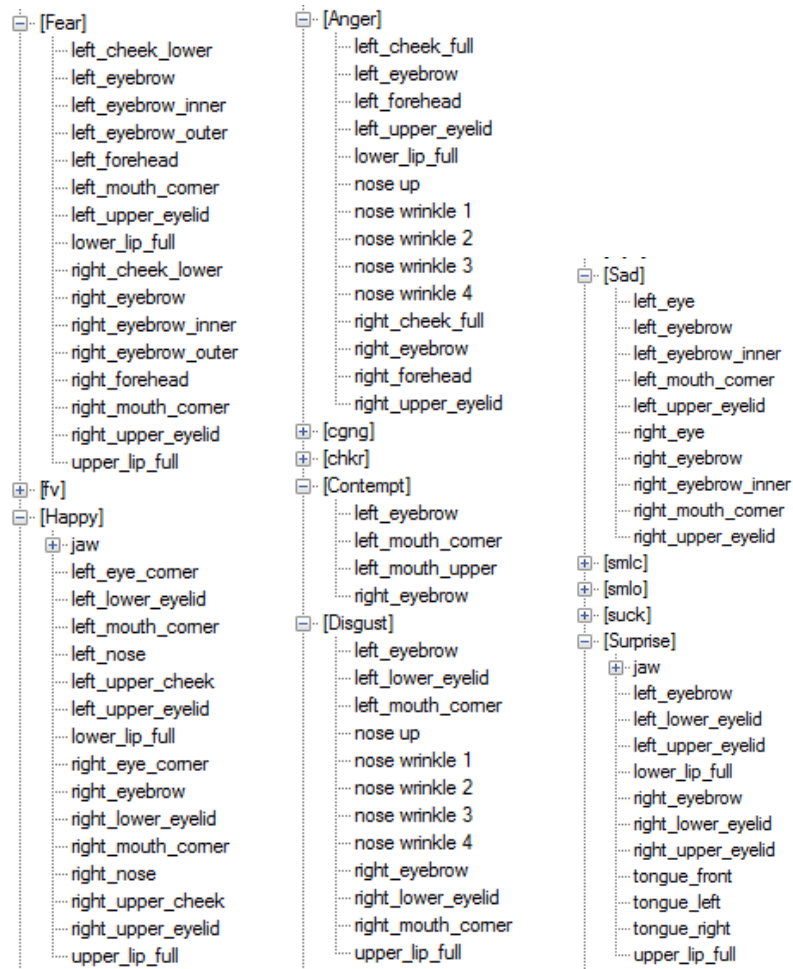 [Fear]
left_cheek_lower
left_eyebrow
left_eyebrow_inner
left_eyebrow_outer
left_forehead
left_mouth_corner
left_upper_eyelid
lower_lip_full
right_cheek_lower
right_eyebrow
right_eyebrow_inner
right_eyebrow_outer
right_forehead
right_mouth_corner
right_upper_eyelid
upper_lip_full
[fv]
[Happy]
jaw
left_eye_corner
left_lower_eyelid
left_mouth_corner
left_nose
left_upper_cheek
left_upper_eyelid
lower_lip_full
right_eye_corner
right_eyebrow
right_lower_eyelid
right_mouth_corner
right_nose
right_upper_cheek
right_upper_eyelid
upper_lip_full
[Anger]
left_cheek_full
left_eyebrow
left_forehead
left_upper_eyelid
lower_lip_full
nose up
nose wrinkle 1
nose wrinkle 2
nose wrinkle 3
nose wrinkle 4
right_cheek_full
right_eyebrow
right_forehead
right_upper_eyelid
[cgng]
[chkr]
[Contempt]
left_eyebrow
left_mouth_corner
left_mouth_upper
right_eyebrow
[Disgust]
left_eyebrow
left_lower_eyelid
left_mouth_corner
nose up
nose wrinkle 1
nose wrinkle 2
nose wrinkle 3
nose wrinkle 4
right_eyebrow
right_lower_eyelid
right_mouth_corner
upper_lip_full
[Sad]
left_eye
left_eyebrow
left_eyebrow_inner
left_mouth_corner
left_upper_eyelid
right_eye
right_eyebrow
right_eyebrow_inner
right_mouth_corner
right_upper_eyelid
[smlc]
[smlo]
[suck]
[Surprise]
jaw
left_eyebrow
left_lower_eyelid
left_upper_eyelid
lower_lip_full
right_eyebrow
right_lower_eyelid
right_upper_eyelid
tongue_front
tongue_left
tongue_right
upper_lip_full